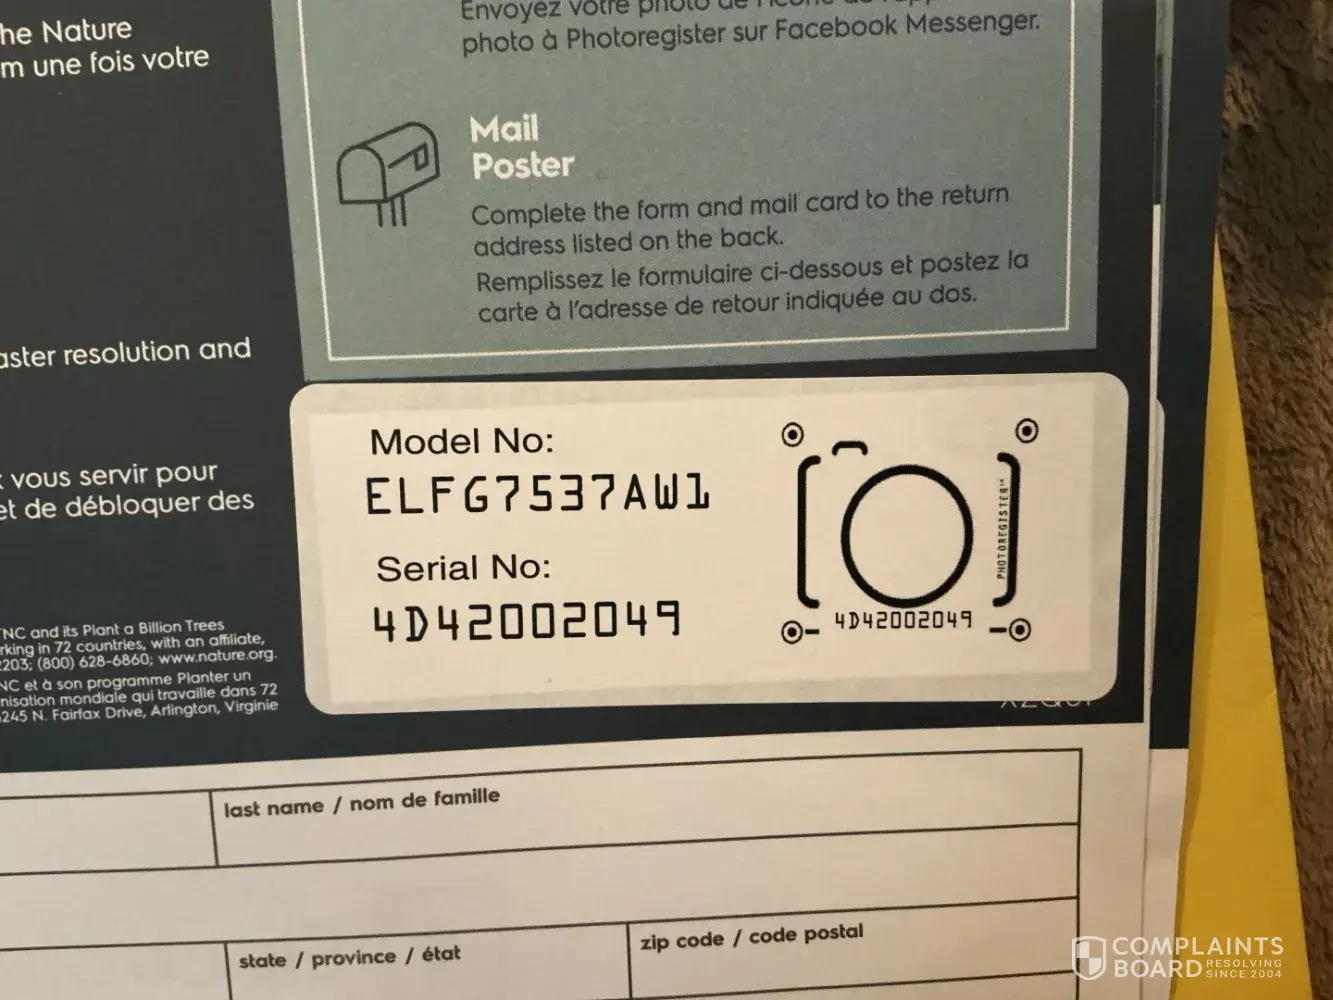 he Nature
m une fois votre
Envoyez votre photo de l'icône
photo à Photoregister sur Facebook Messenger.
Mail
Poster
Complete the form and mail card to the return
address listed on the back.
Remplissez le formulaire ci-dessous et postez la
carte à l'adresse de retour indiquée au dos.
aster resolution and
vous servir pour
et de débloquer des
Model No:
ELFG7537AW1
Serial No:
4D42002049
PHOTOREGISTER
4D42002049
TNC and its Plant a Billion Trees
rking in 72 countries, with an affiliate,
203; (800) 628-6860; www.nature.org.
NC et à son programme Planter un
nisation mondiale qui travaille dans 72
245 N. Fairfax Drive, Arlington, Virginie
last name / nom de famille
state / province / état
zip code / code postal
COMPLAINTS
BOARD RESOLVING
SINCE 2004